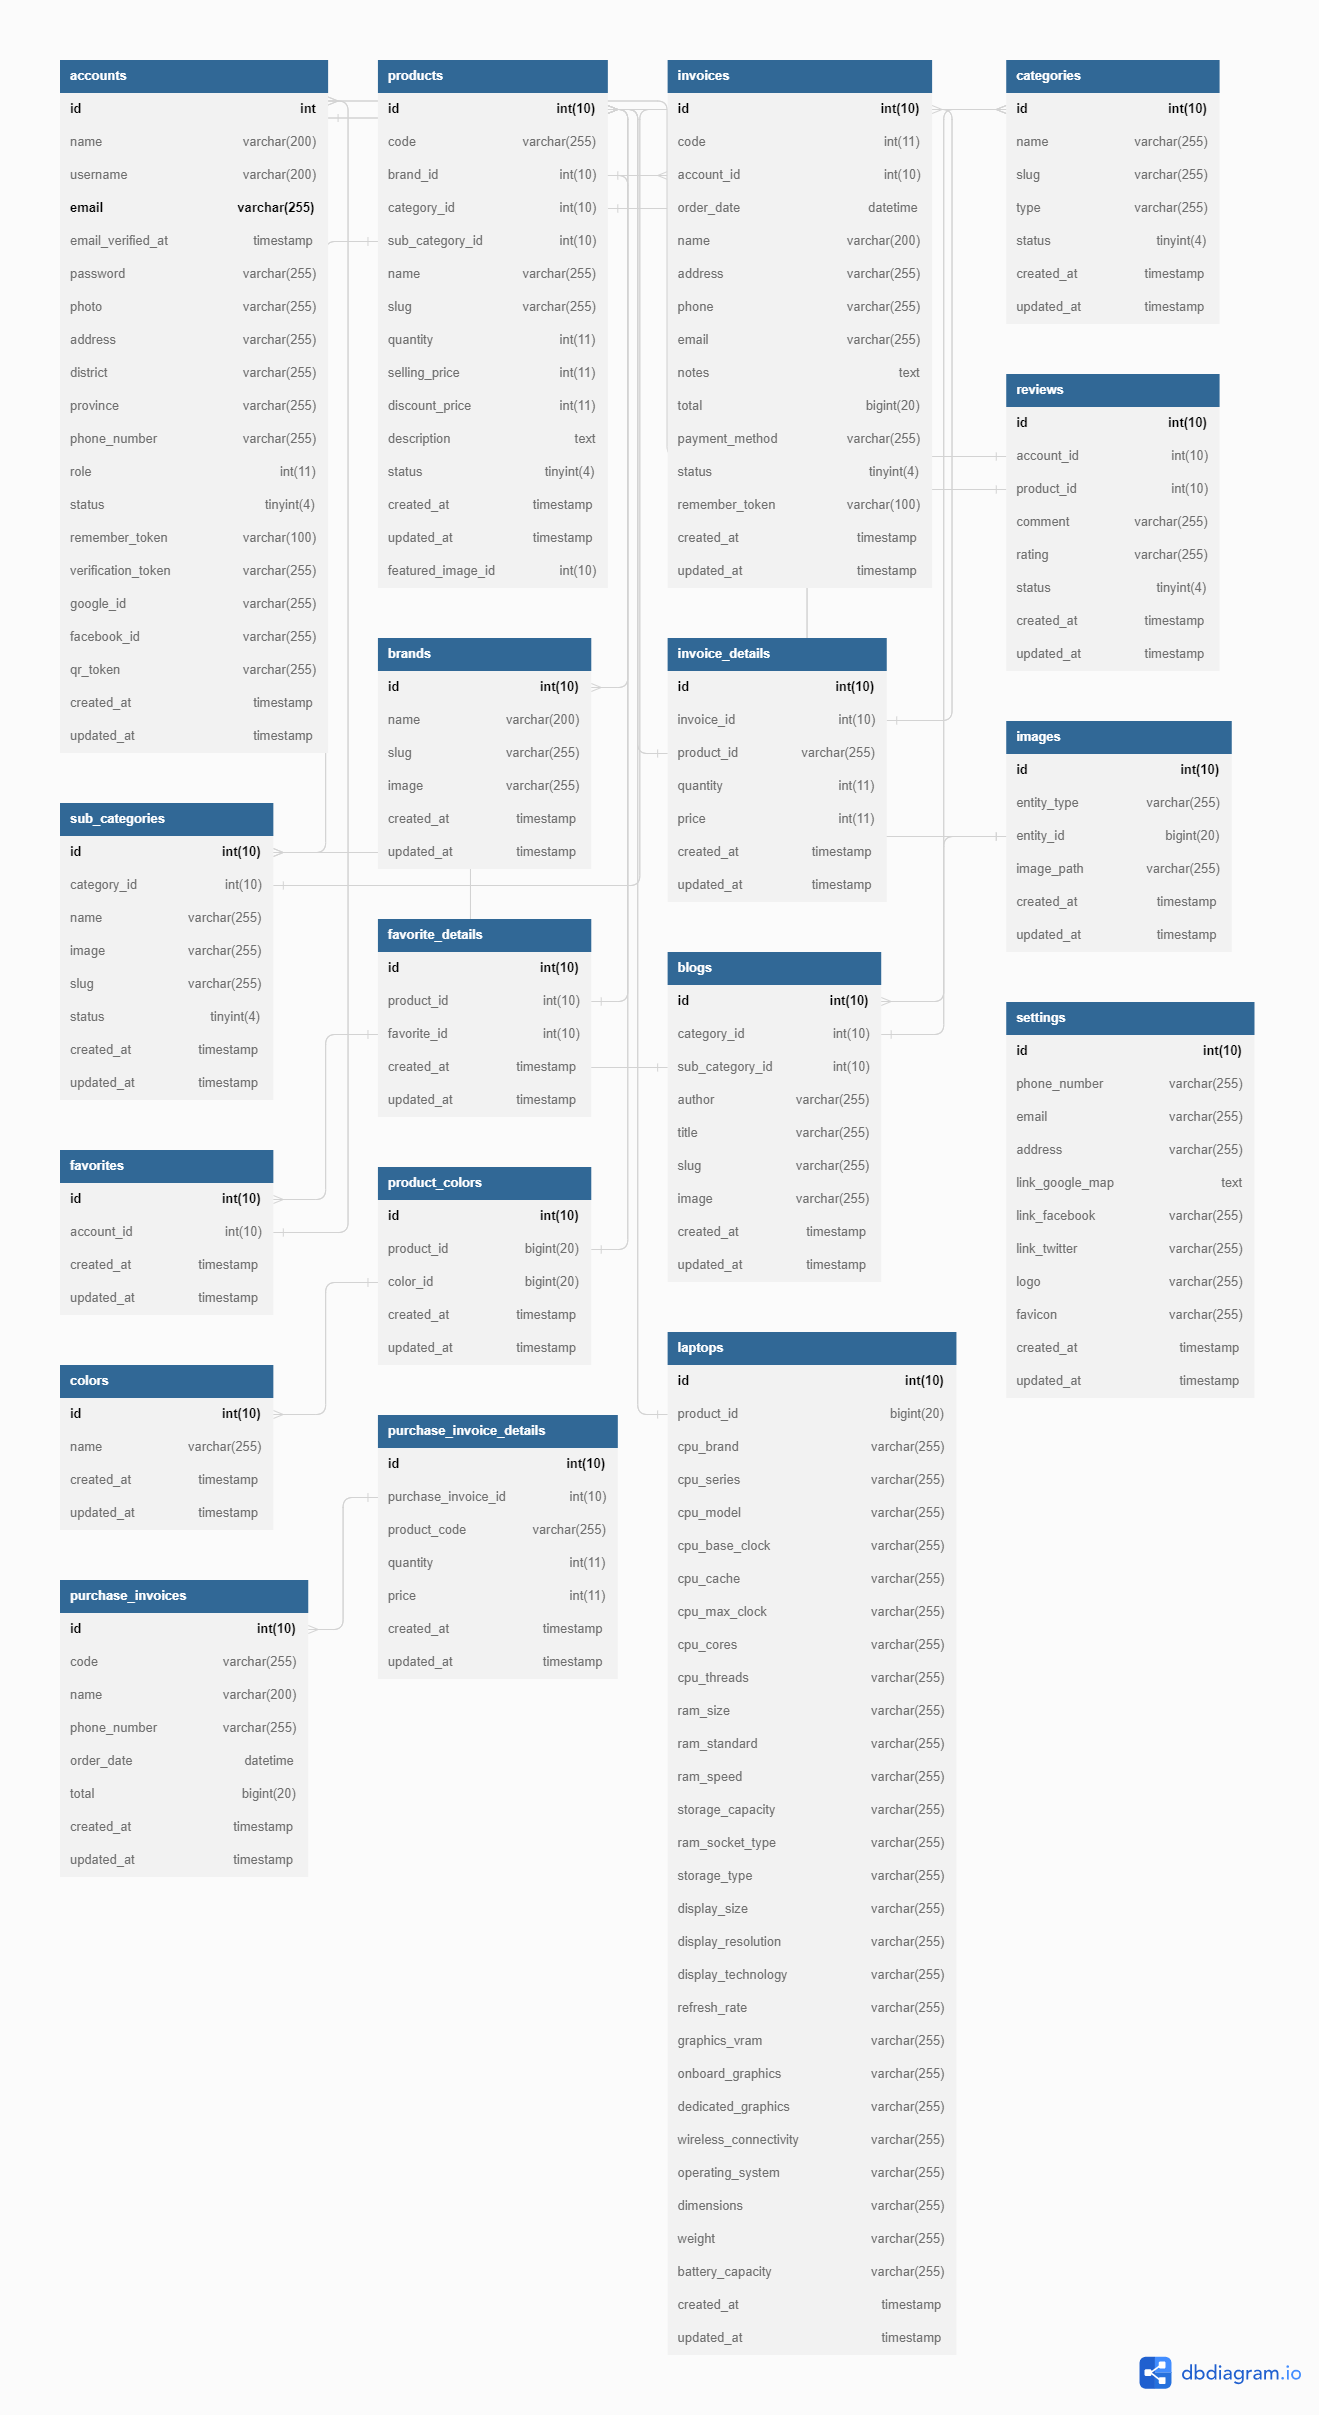 accounts
id int
name varchar(200)
username varchar(200)
email varchar(255)
email_verified_at timestamp
password varchar(255)
photo varchar(255)
address varchar(255)
district varchar(255)
province varchar(255)
phone_number varchar(255)
role int(11)
status tinyint(4)
remember_token varchar(100)
verification_token varchar(255)
google_id varchar(255)
facebook_id varchar(255)
qr_token varchar(255)
created_at timestamp
updated_at timestamp
sub_categories
id int(10)
category_id int(10)
name varchar(255)
image varchar(255)
slug varchar(255)
status tinyint(4)
created_at timestamp
updated_at timestamp
favorites
id int(10)
account_id int(10)
created_at timestamp
updated_at timestamp
colors
id int(10)
name varchar(255)
created_at timestamp
updated_at timestamp
purchase_invoices
id int(10)
code varchar(255)
name varchar(200)
phone_number varchar(255)
order_date datetime
total bigint(20)
created_at timestamp
updated_at timestamp
products
id int(10)
code varchar(255)
brand_id int(10)
category_id int(10)
sub_category_id int(10)
name varchar(255)
slug varchar(255)
quantity int(11)
selling_price int(11)
discount_price int(11)
description text
status tinyint(4)
created_at timestamp
updated_at timestamp
featured_image_id int(10)
brands
id int(10)
name varchar(200)
slug varchar(255)
image varchar(255)
created_at timestamp
updated_at timestamp
favorite_details
id int(10)
product_id int(10)
favorite_id int(10)
created_at timestamp
updated_at timestamp
product_colors
id int(10)
product_id bigint(20)
color_id bigint(20)
created_at timestamp
updated_at timestamp
purchase_invoice_details
id int(10)
purchase_invoice_id int(10)
product_code varchar(255)
quantity int(11)
price int(11)
created_at timestamp
updated_at timestamp
invoices
id int(10)
code int(11)
account_id int(10)
order_date datetime
name varchar(200)
address varchar(255)
phone varchar(255)
email varchar(255)
notes text
total bigint(20)
payment_method varchar(255)
status tinyint(4)
remember_token varchar(100)
created_at timestamp
updated_at timestamp
invoice_details
id int(10)
invoice_id int(10)
product_id varchar(255)
quantity int(11)
price int(11)
created_at timestamp
updated_at timestamp
blogs
id int(10)
category_id int(10)
sub_category_id int(10)
author varchar(255)
title varchar(255)
slug varchar(255)
image varchar(255)
created_at timestamp
updated_at timestamp
laptops
id int(10)
product_id bigint(20)
cpu_brand varchar(255)
cpu_series varchar(255)
cpu_model varchar(255)
cpu_base_clock varchar(255)
cpu_cache varchar(255)
cpu_max_clock varchar(255)
cpu_cores varchar(255)
cpu_threads varchar(255)
ram_size varchar(255)
ram_standard varchar(255)
ram_speed varchar(255)
storage_capacity varchar(255)
ram_socket_type varchar(255)
storage_type varchar(255)
display_size varchar(255)
display_resolution varchar(255)
display_technology varchar(255)
refresh_rate varchar(255)
graphics_vram varchar(255)
onboard_graphics varchar(255)
dedicated_graphics varchar(255)
wireless_connectivity varchar(255)
operating_system varchar(255)
dimensions varchar(255)
weight varchar(255)
battery_capacity varchar(255)
created_at timestamp
updated_at timestamp
categories
id int(10)
name varchar(255)
slug varchar(255)
type varchar(255)
status tinyint(4)
created_at timestamp
updated_at timestamp
reviews
id int(10)
account_id int(10)
product_id int(10)
comment varchar(255)
rating varchar(255)
status tinyint(4)
created_at timestamp
updated_at timestamp
images
id int(10)
entity_type varchar(255)
entity_id bigint(20)
image_path varchar(255)
created_at timestamp
updated_at timestamp
settings
id int(10)
phone_number varchar(255)
email varchar(255)
address varchar(255)
link_google_map text
link_facebook varchar(255)
link_twitter varchar(255)
logo varchar(255)
favicon varchar(255)
created_at timestamp
updated_at timestamp
dbdiagram.io